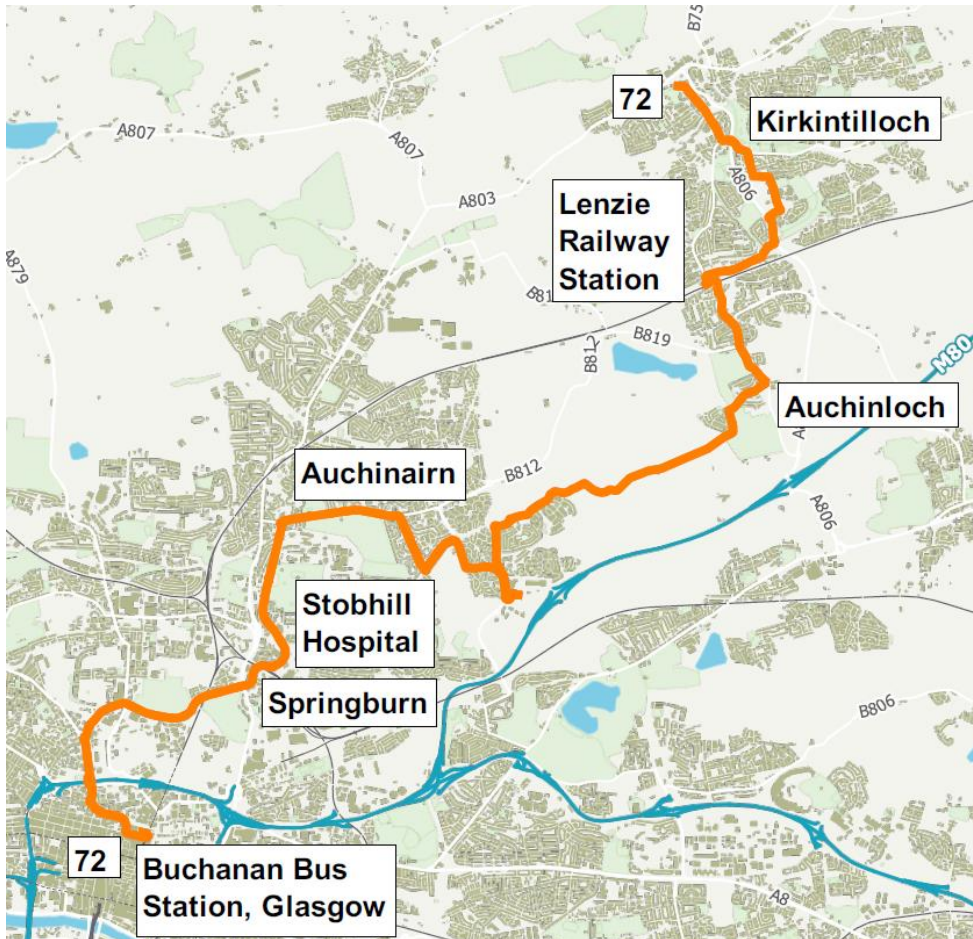 B75
72
Kirkintilloch
A807
A807
A806
A803
Lenzie
Railway
Station
A879
B812
B819
M80
Auchinloch
Auchinairn
B812
A806
Stobhill
Hospital
Springburn
B806
72
Buchanan Bus
Station, Glasgow
A8